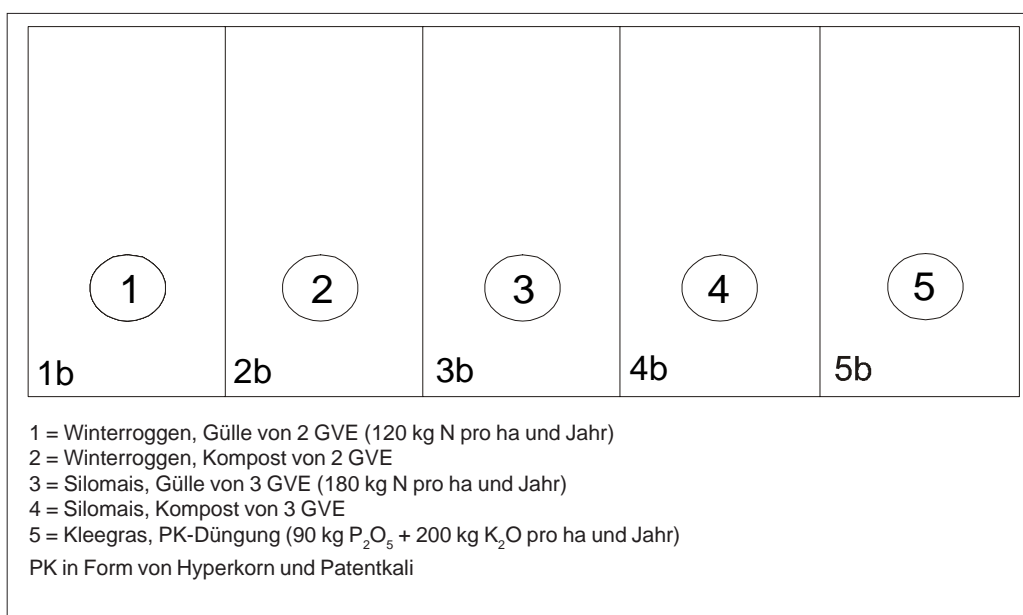 1 2 3 4 5
1b 2b 3b 4b 5b
1 = Winterroggen, Gülle von 2 GVE (120 kg N pro ha und Jahr)
2 = Winterroggen, Kompost von 2 GVE
3 = Silomais, Gülle von 3 GVE (180 kg N pro ha und Jahr)
4 = Silomais, Kompost von 3 GVE
5 = Kleegras, PK-Düngung (90 kg P₂O₅ + 200 kg K₂O pro ha und Jahr)
PK in Form von Hyperkorn und Patentkali